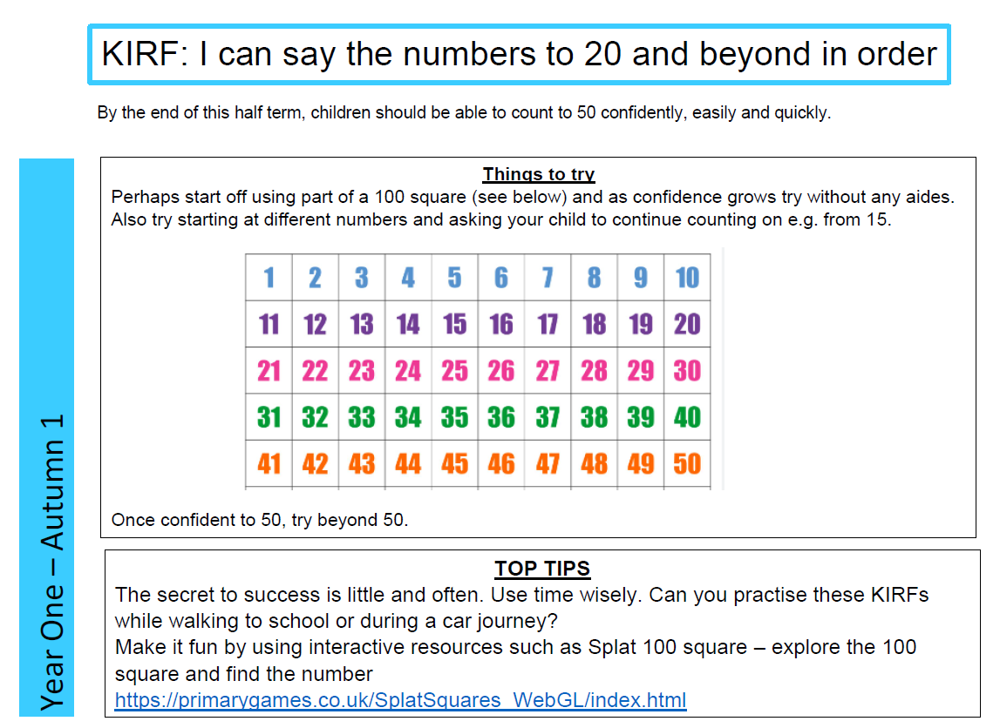 KIRF: I can say the numbers to 20 and beyond in order
By the end of this half term, children should be able to count to 50 confidently, easily and quickly.
Year One – Autumn 1
Things to try
Perhaps start off using part of a 100 square (see below) and as confidence grows try without any aides.
Also try starting at different numbers and asking your child to continue counting on e.g. from 15.
1 2 3 4 5 6 7 8 9 10
11 12 13 14 15 16 17 18 19 20
21 22 23 24 25 26 27 28 29 30
31 32 33 34 35 36 37 38 39 40
41 42 43 44 45 46 47 48 49 50
Once confident to 50, try beyond 50.
TOP TIPS
The secret to success is little and often. Use time wisely. Can you practise these KIRFs
while walking to school or during a car journey?
Make it fun by using interactive resources such as Splat 100 square – explore the 100
square and find the number
https://primarygames.co.uk/SplatSquares_WebGL/index.html